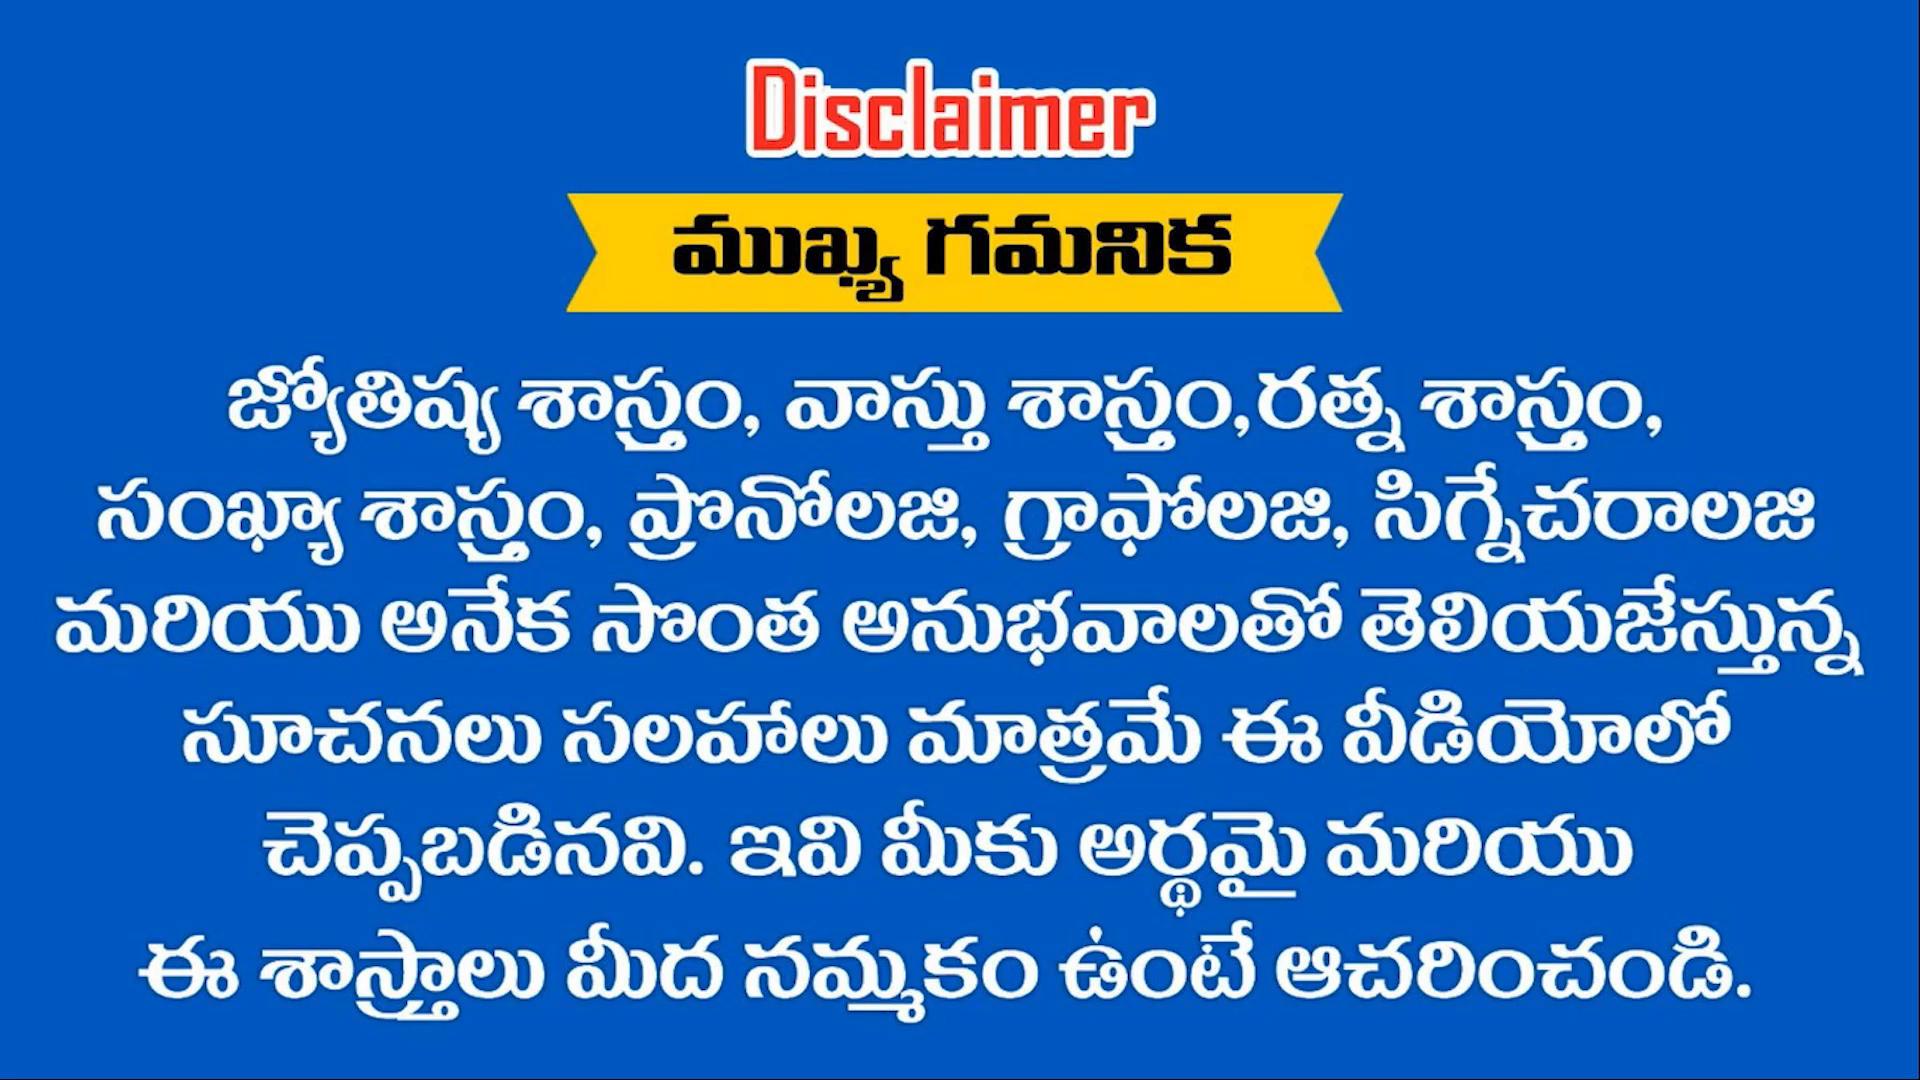 Disclaimer
ముఖ్య గమనిక
జ్యోతిష్య శాస్త్రం, వాస్తు శాస్త్రం,రత్న శాస్త్రం,
సంఖ్యా శాస్త్రం, ప్రొనోలజి, గ్రాఫోలజి, సిగ్నేచరాలజి
మరియు అనేక సొంత అనుభవాలతో తెలియజేస్తున్న
సూచనలు సలహాలు మాత్రమే ఈ వీడియోలో
చెప్పబడినవి. ఇవి మీకు అర్థమై మరియు
ఈ శాస్త్రాలు మీద నమ్మకం ఉంటే ఆచరించండి.